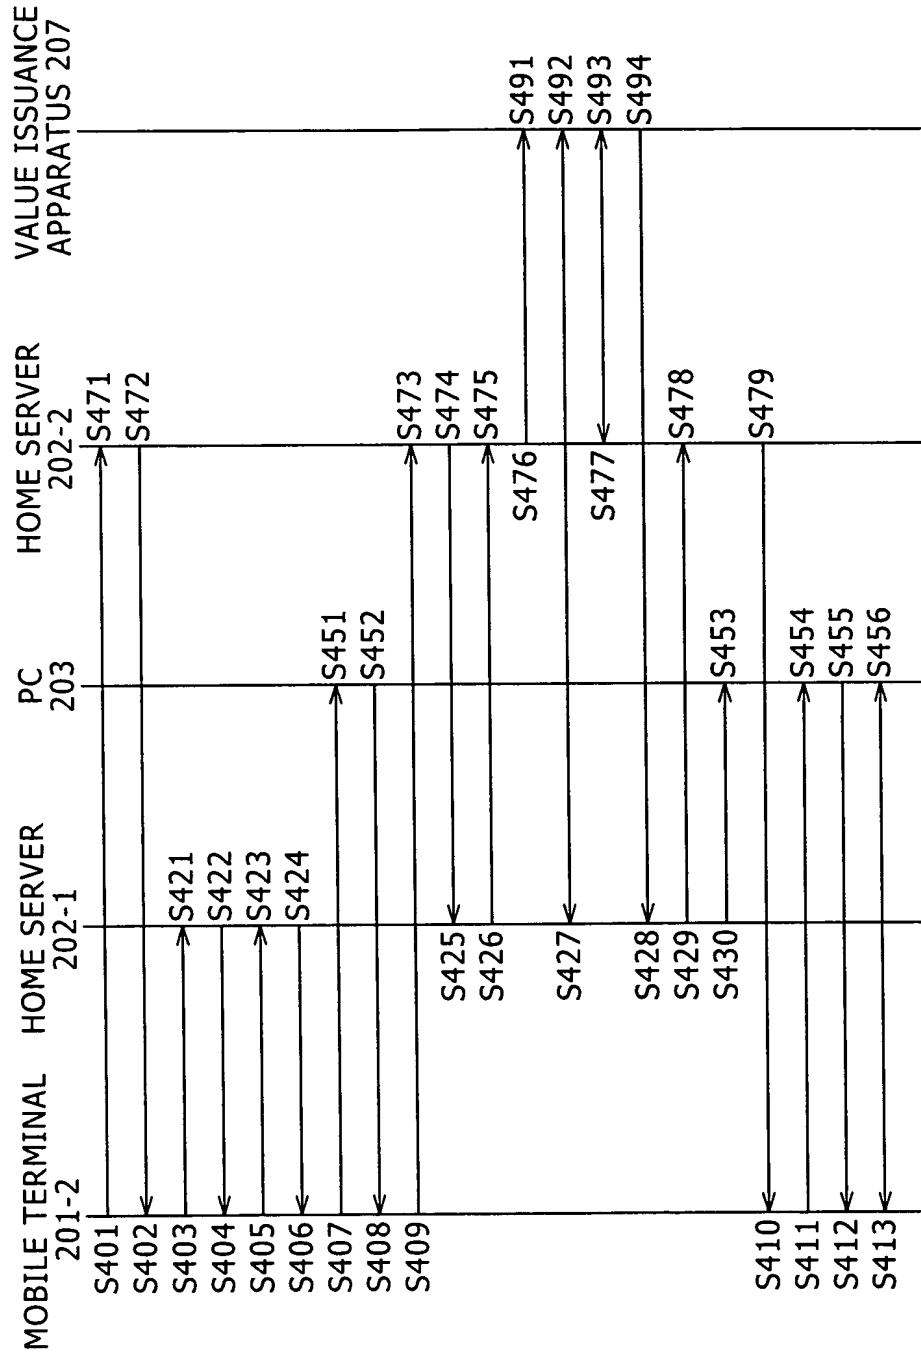 MOBILE TERMINAL
201-2
HOME SERVER
202-1
PC
203
HOME SERVER
202-2
VALUE ISSUANCE
APPARATUS 207
S401
S471
S402
S472
S403
S421
S404
S422
S405
S423
S406
S424
S407
S451
S408
S452
S409
S473
S425
S474
S426
S475
S476
S491
S427
S492
S477
S493
S428
S494
S429
S478
S430
S453
S410
S479
S411
S454
S412
S455
S413
S456